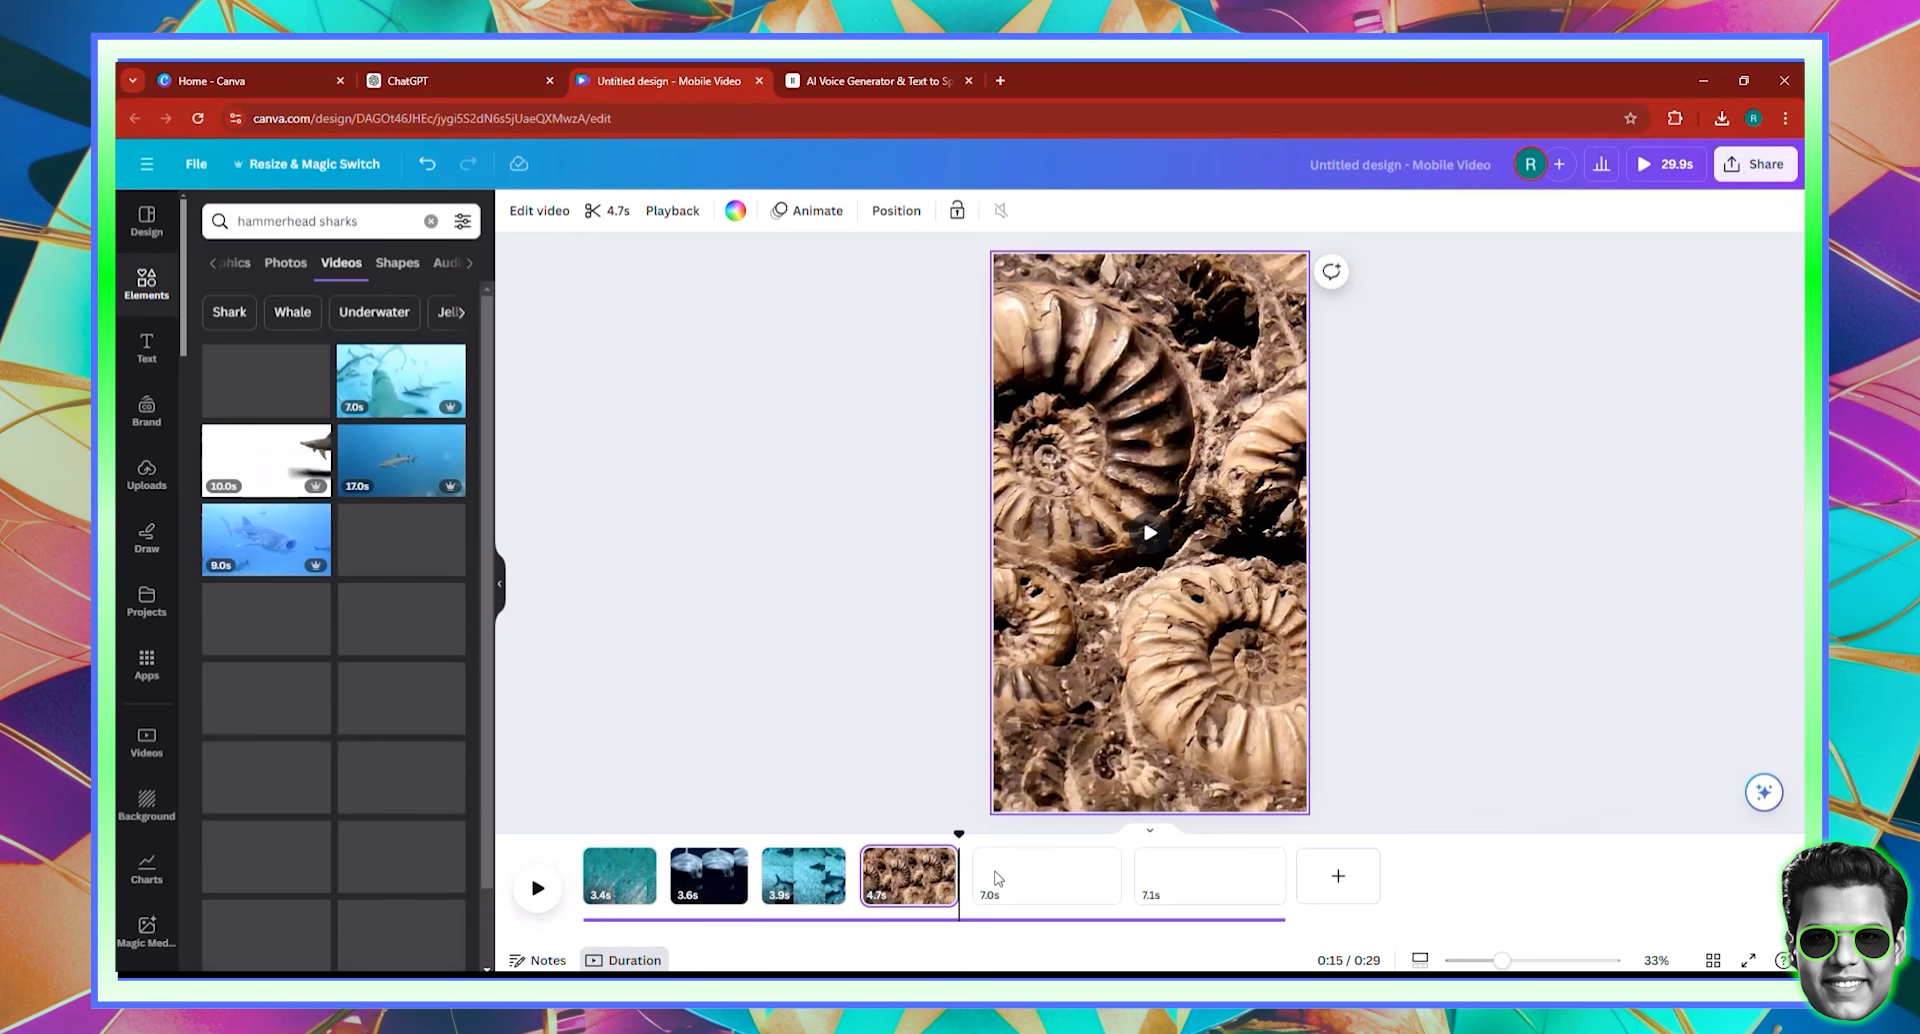 Home - Canva
ChatGPT
Untitled design - Mobile Video
AI Voice Generator & Text to Sp
canva.com/design/DAGOt46JHEc/jygi5S2dN6s5jUaeQXMwzA/edit
R
File
Resize & Magic Switch
Untitled design - Mobile Video
R
29.9s
Share
Design
Elements
Text
Brand
Uploads
Draw
Projects
Apps
Videos
Background
Charts
Magic Med...
hammerhead sharks
phics
Photos
Videos
Shapes
Audi
Shark
Whale
Underwater
Jell
7.0s
10.0s
17.0s
9.0s
Edit video
4.7s
Playback
Animate
Position
3.4s
3.6s
3.9s
4.7s
7.0s
7.1s
Notes
Duration
0:15 / 0:29
33%